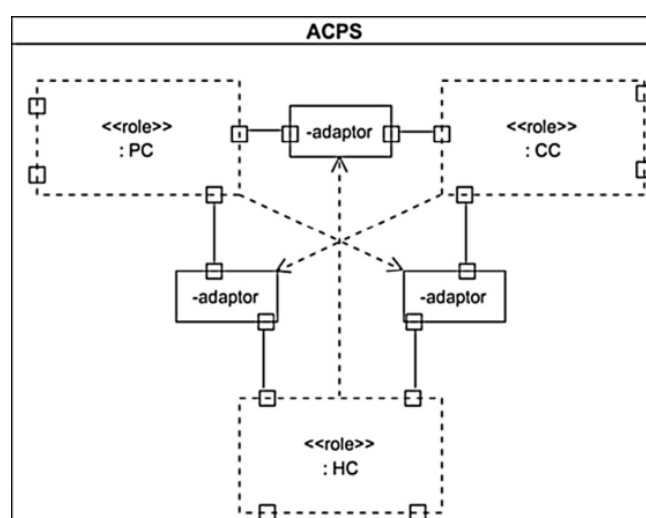 ACPS
<<role>>
: PC
-adaptor
<<role>>
: CC
-adaptor
-adaptor
<<role>>
: HC